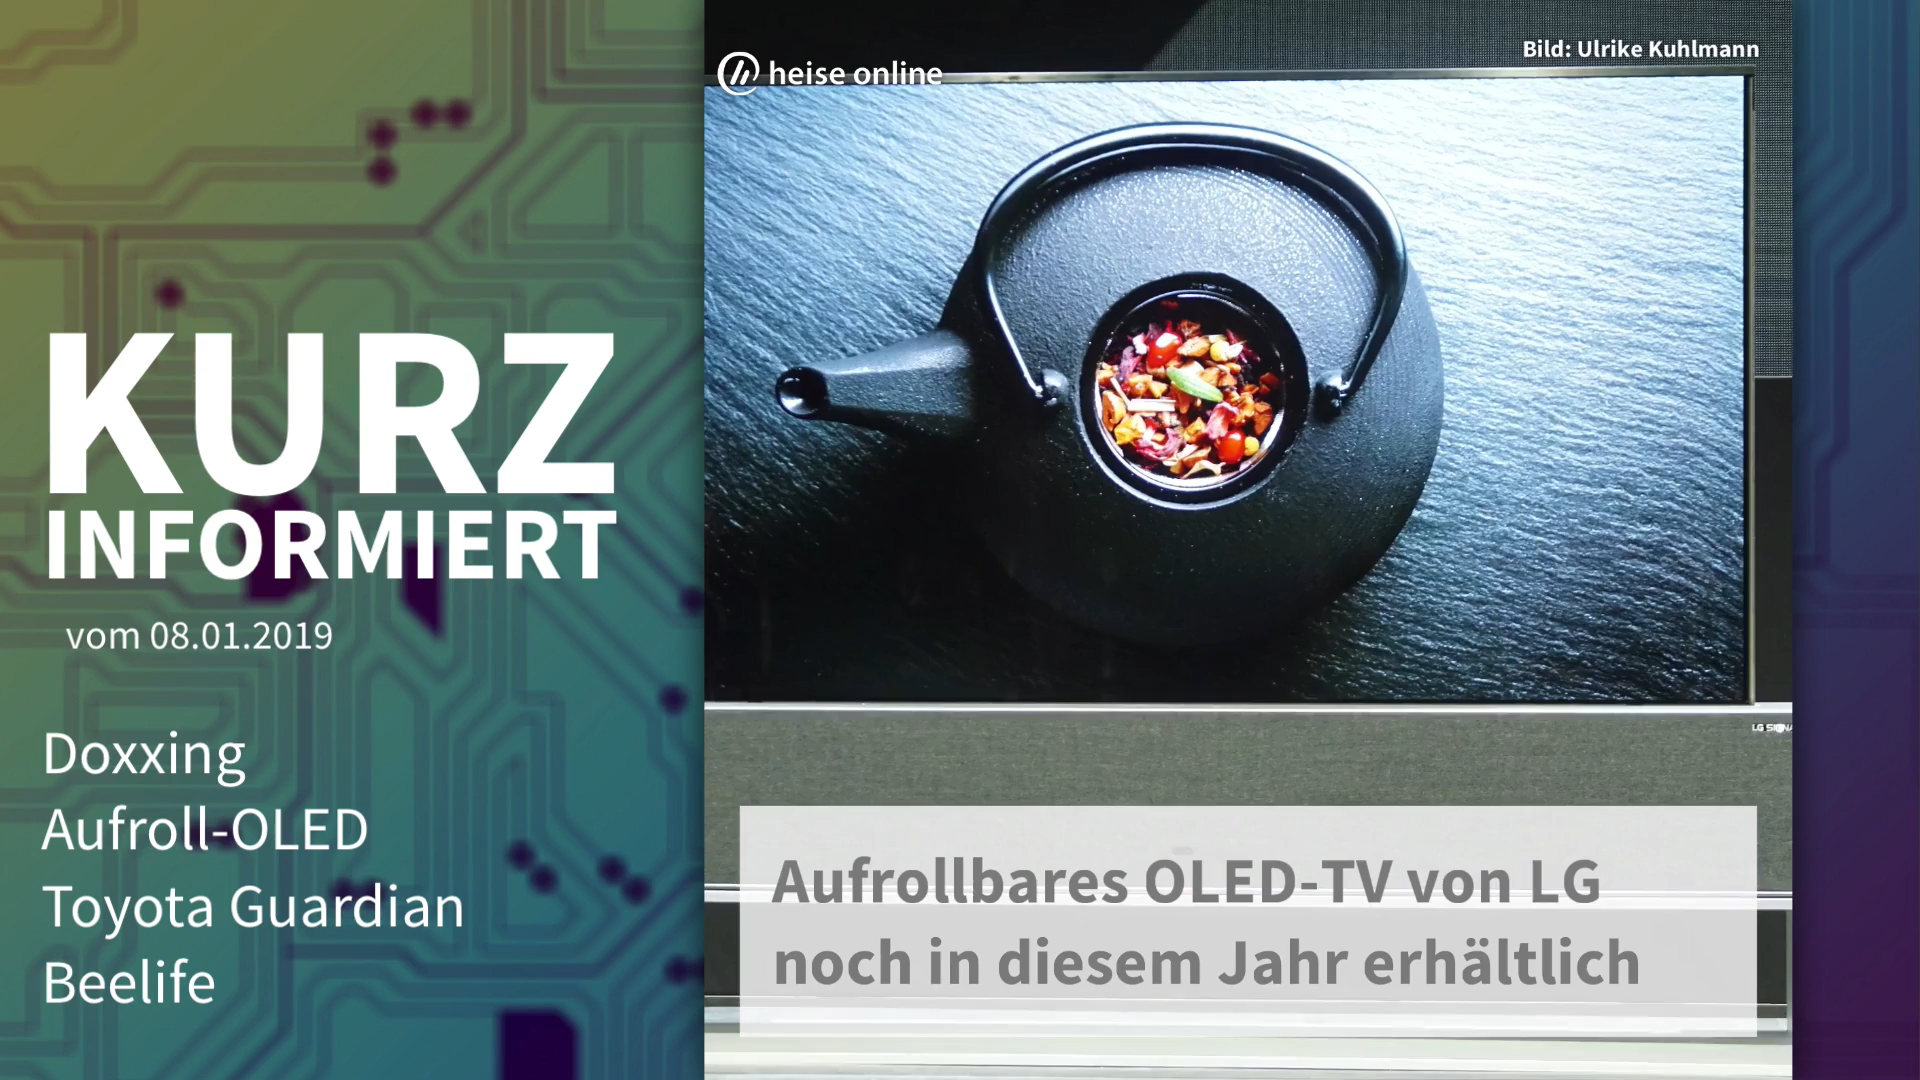 KURZ
INFORMIERT
vom 08.01.2019
Doxxing
Aufroll-OLED
Toyota Guardian
Beelife
heise online
Bild: Ulrike Kuhlmann
Aufrollbares OLED-TV von LG
noch in diesem Jahr erhältlich